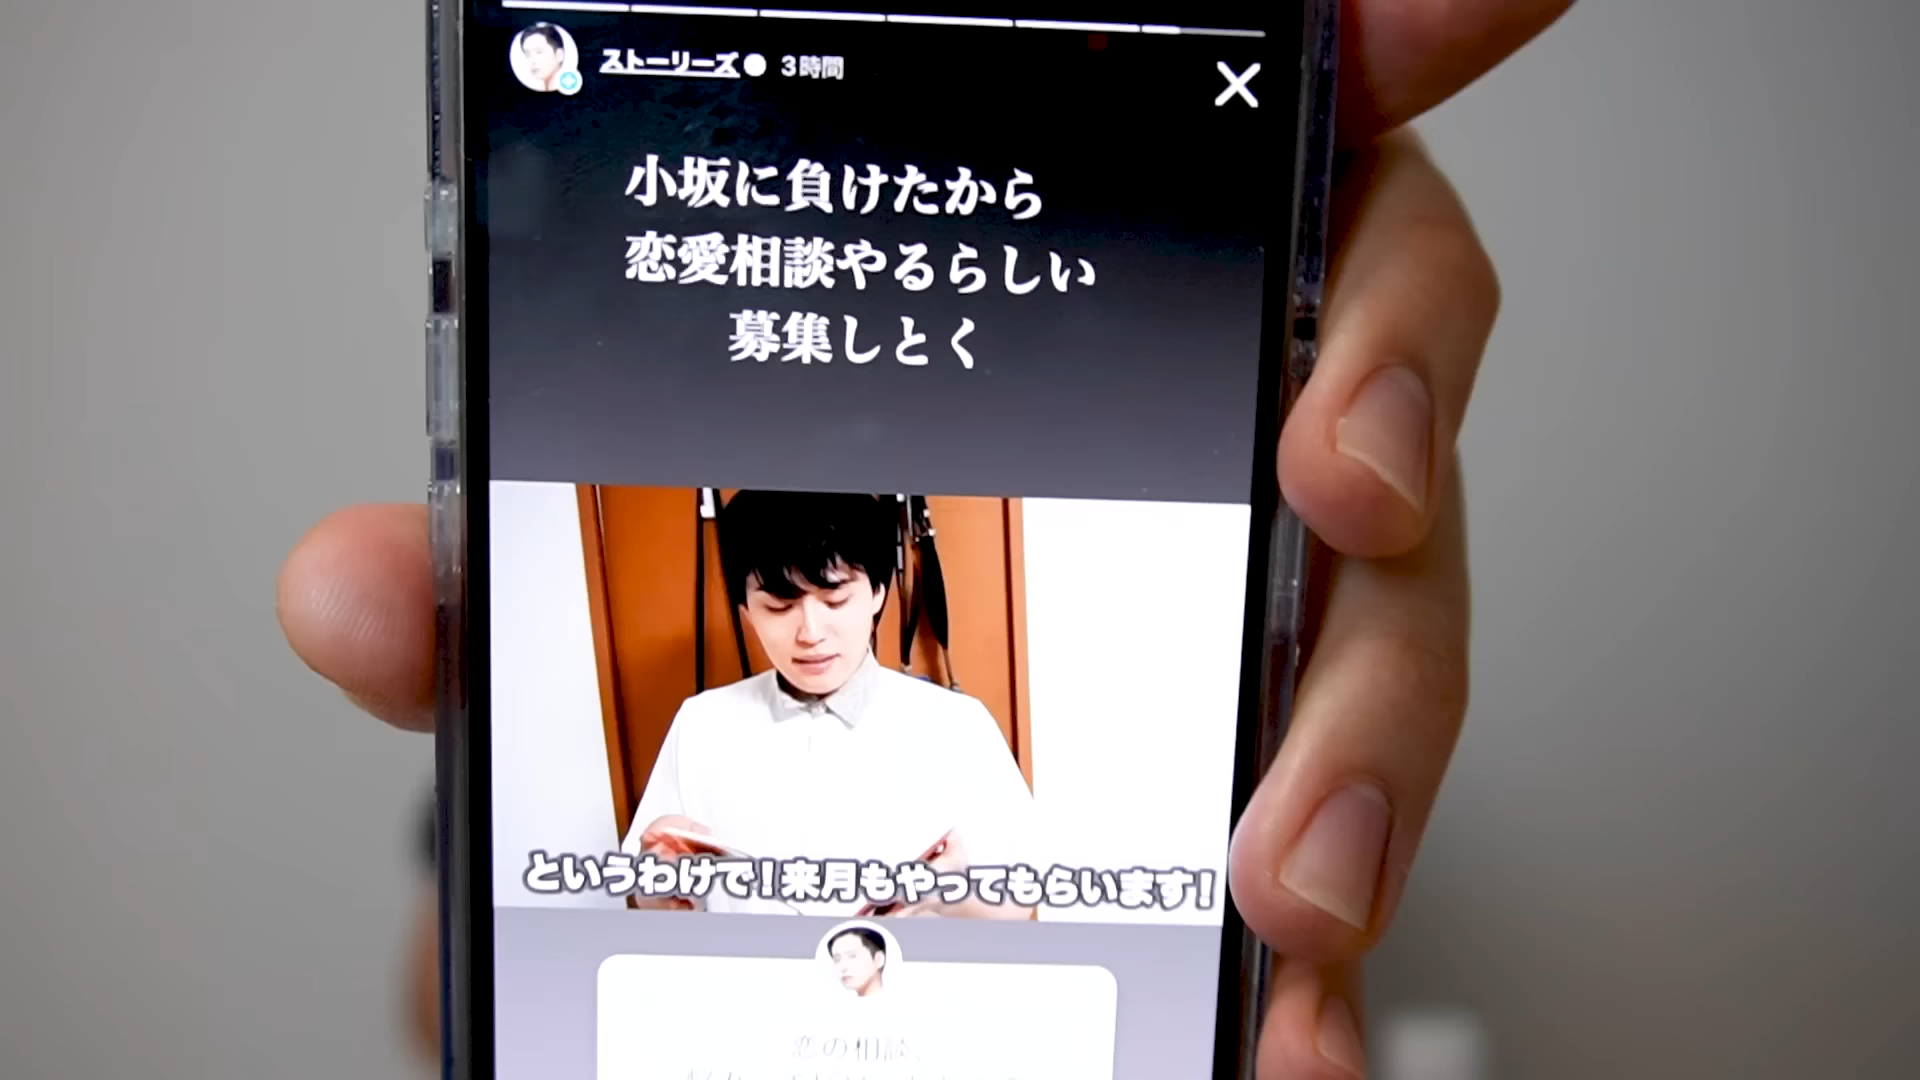 ストーリーズ 3時間
小坂に負けたから
恋愛相談やるらしい
募集しとく
というわけで!来月もやってもらいます!
恋の相談、